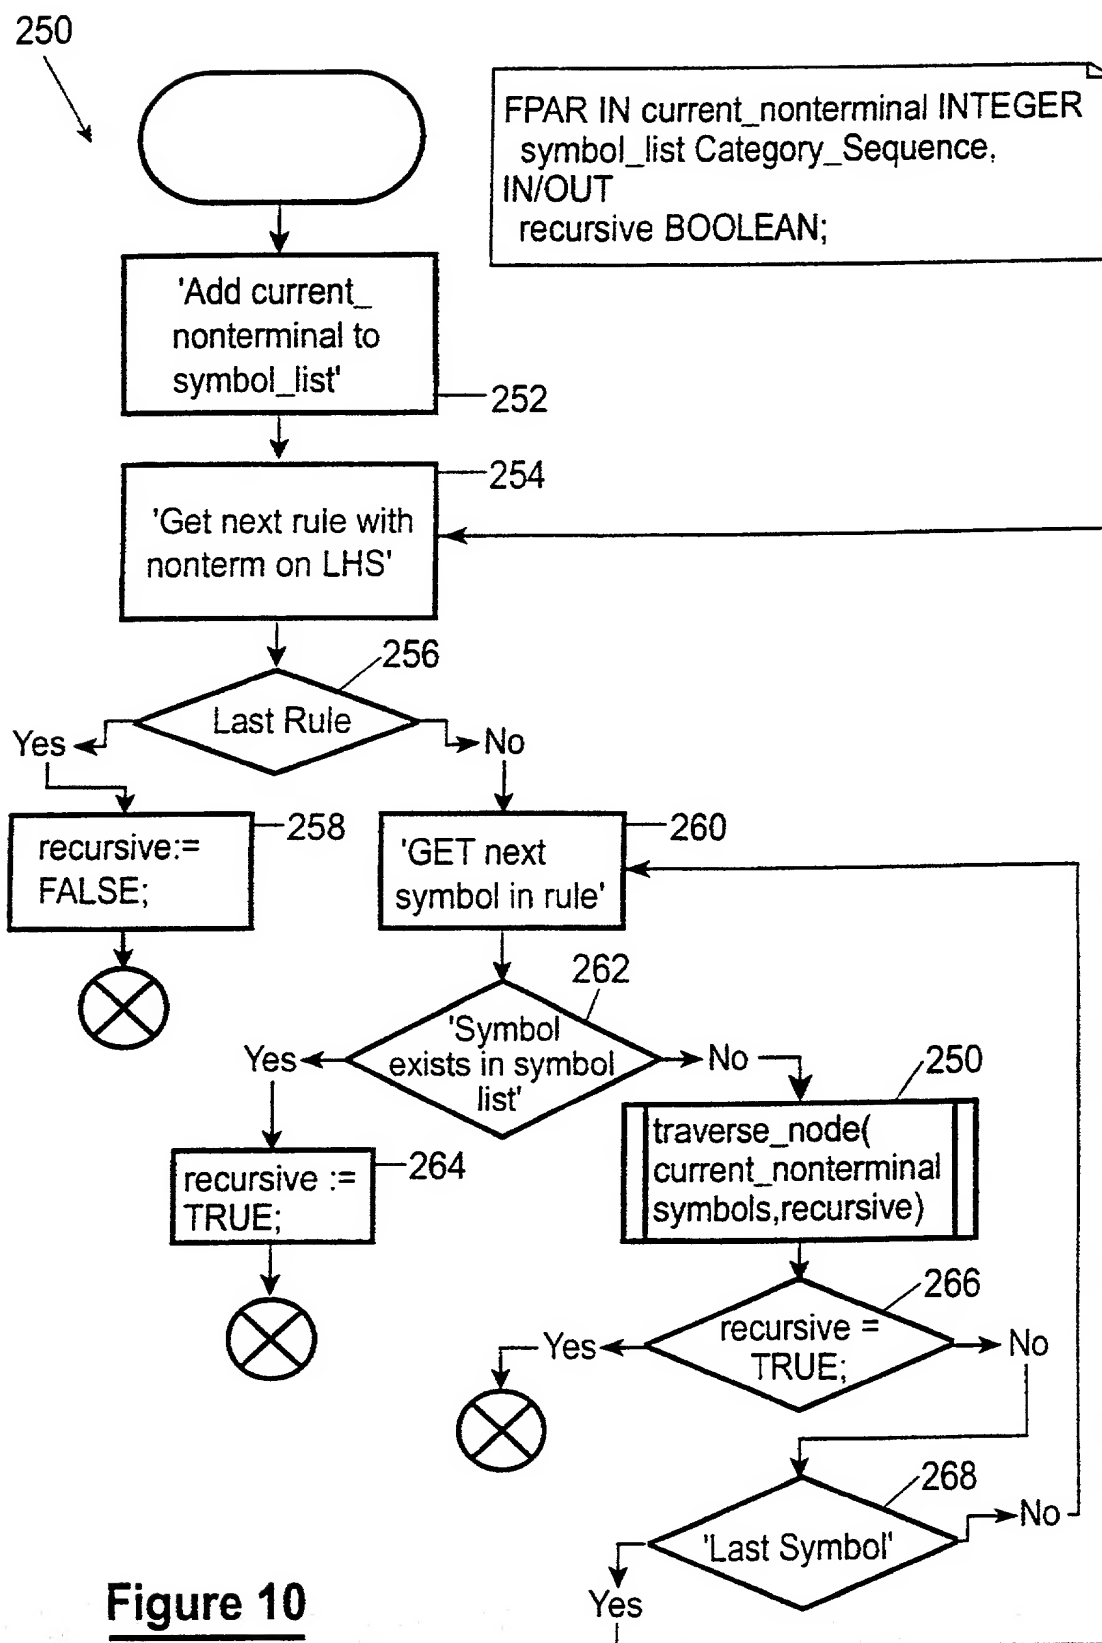 250
FPAR IN current_nonterminal INTEGER
symbol_list Category_Sequence,
IN/OUT
recursive BOOLEAN;
'Add current_
nonterminal to
symbol_list'
252
254
'Get next rule with
nonterm on LHS'
256
Last Rule
Yes
No
258
recursive:=
FALSE;
260
'GET next
symbol in rule'
262
'Symbol
exists in symbol
list'
Yes
No
250
traverse_node(
current_nonterminal
symbols,recursive)
264
recursive :=
TRUE;
266
recursive =
TRUE;
Yes
No
268
'Last Symbol'
No
Yes
Figure 10